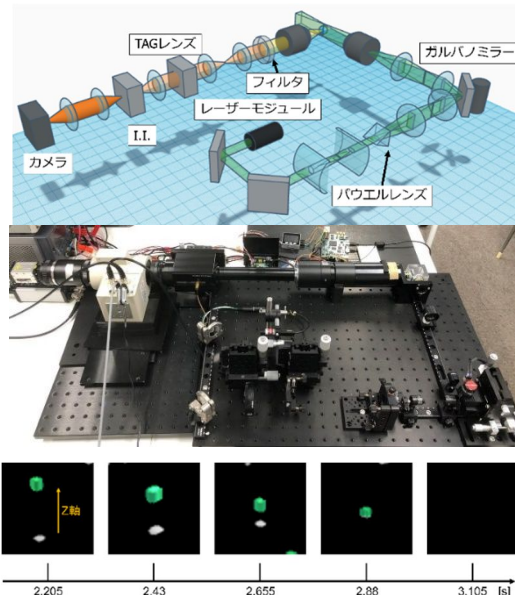 TAGレンズ
ガルバノミラー
フィルタ
レーザーモジュール
I.I.
カメラ
パウエルレンズ
Z軸
2.205 2.43 2.655 2.88 3.105 [s]